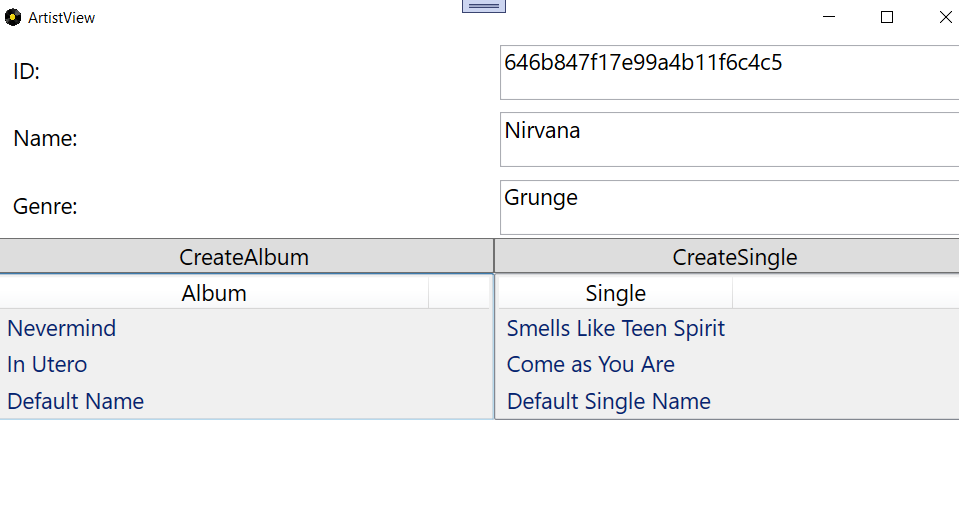 ArtistView
ID: 646b847f17e99a4b11f6c4c5
Name: Nirvana
Genre: Grunge
CreateAlbum CreateSingle
Album Single
Nevermind Smells Like Teen Spirit
In Utero Come as You Are
Default Name Default Single Name